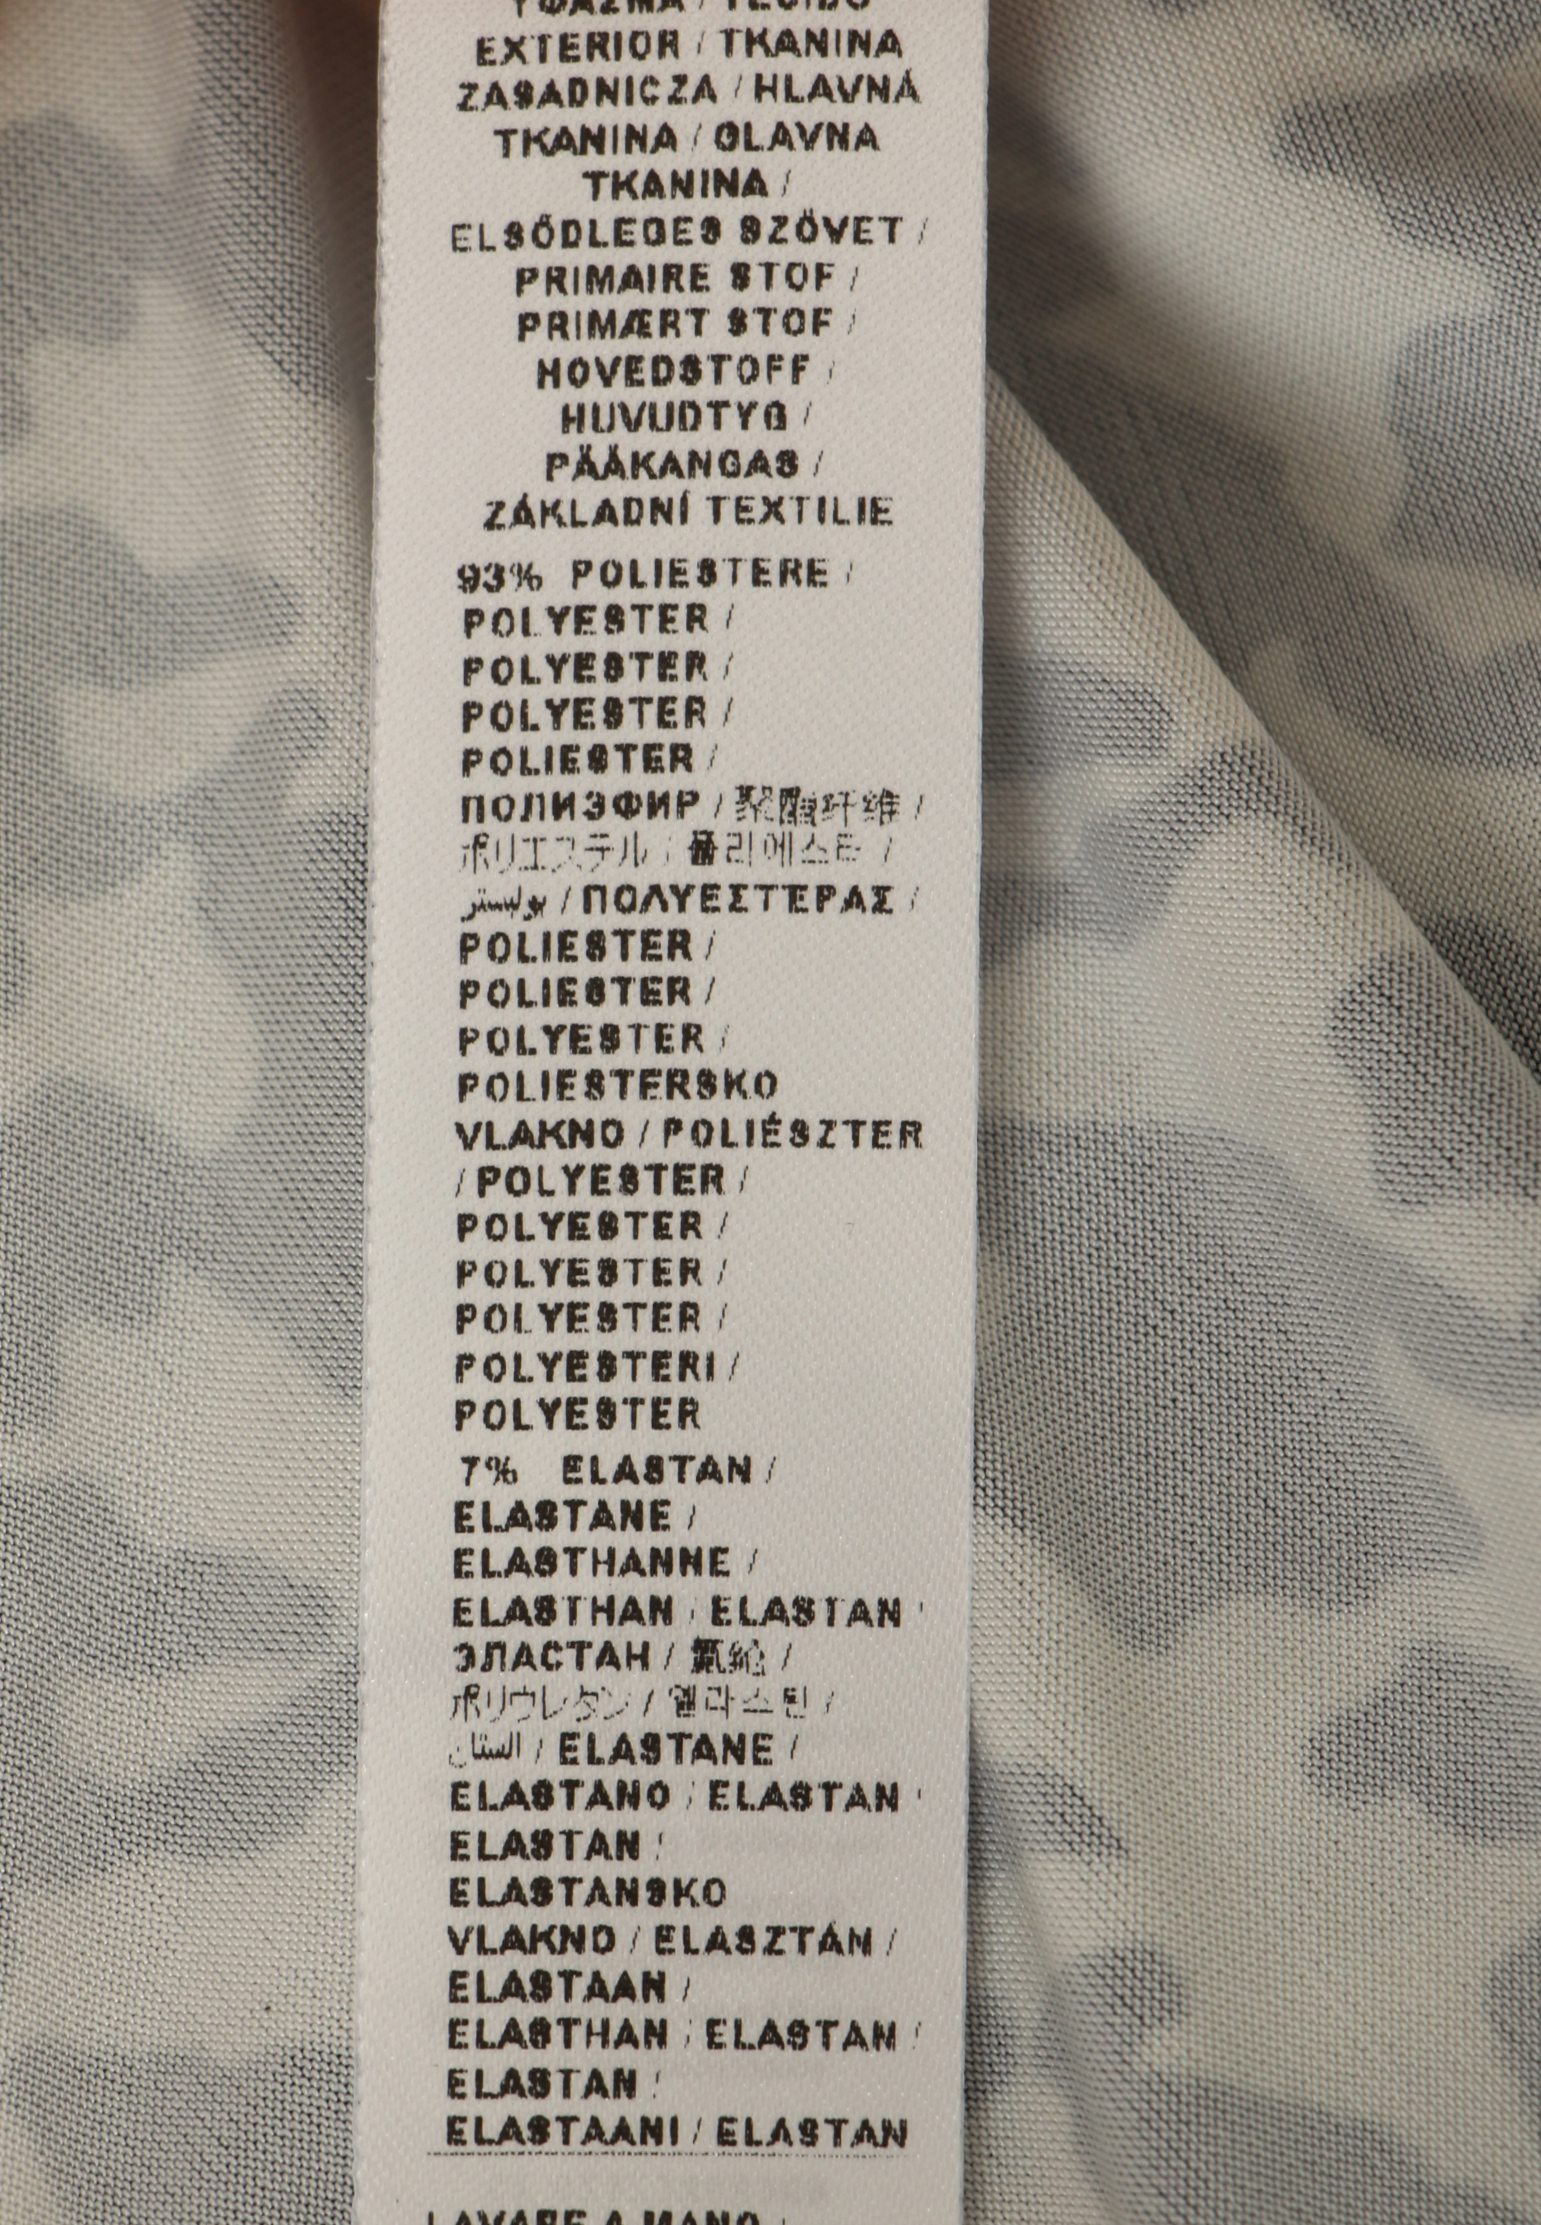 ΥΦΑΣΜΑ / TECIDO
EXTERIOR / TKANINA
ZASADNICZA / HLAVNÁ
TKANINA / GLAVNA
TKANINA /
ELSŐDLEGES SZÖVET /
PRIMAIRE STOF /
PRIMÆRT STOF /
HOVEDSTOFF /
HUVUDTYG /
PÄÄKANGAS /
ZÁKLADNÍ TEXTILIE
93% POLIESTERE /
POLYESTER /
POLYESTER /
POLYESTER /
POLIESTER /
ПОЛИЭФИР / 聚酯纤维 /
ポリエステル / 폴리에스터 /
بوليستر / ΠΟΛΥΕΣΤΕΡΑΣ /
POLIESTER /
POLIESTER /
POLYESTER /
POLIESTERSKO
VLAKNO / POLIÉSZTER
/ POLYESTER /
POLYESTER /
POLYESTER /
POLYESTER /
POLYESTERI /
POLYESTER
7% ELASTAN /
ELASTANE /
ELASTHANNE /
ELASTHAN / ELASTAN /
ЭЛАСТАН / 氨纶 /
ポリウレタン / 엘라스틴 /
الستان / ELASTANE /
ELASTANO / ELASTAN /
ELASTAN /
ELASTANSKO
VLAKNO / ELASZTÁN /
ELASTAAN /
ELASTHAN / ELASTAN /
ELASTAN /
ELASTAANI / ELASTAN
LAVARE A MANO /